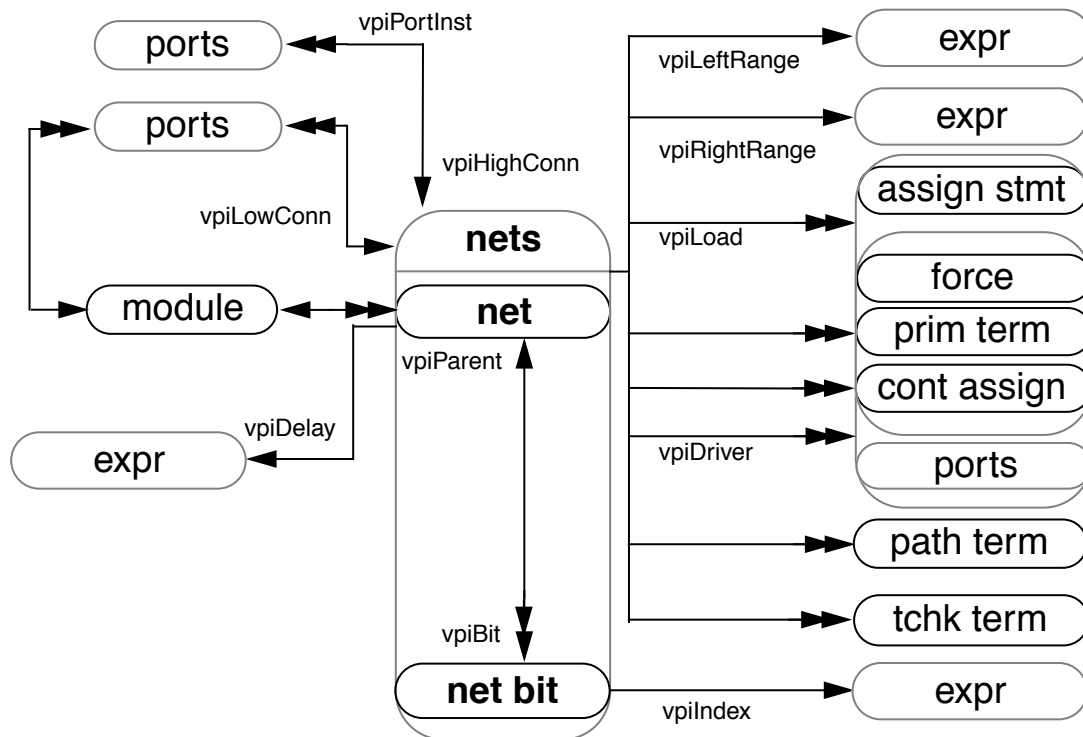 ports
vpiPortInst
expr
vpiLeftRange
ports
expr
vpiRightRange
vpiHighConn
assign stmt
vpiLowConn
nets
vpiLoad
force
module
net
prim term
vpiParent
cont assign
vpiDelay
vpiDriver
expr
ports
path term
vpiBit
tchk term
net bit
vpiIndex
expr